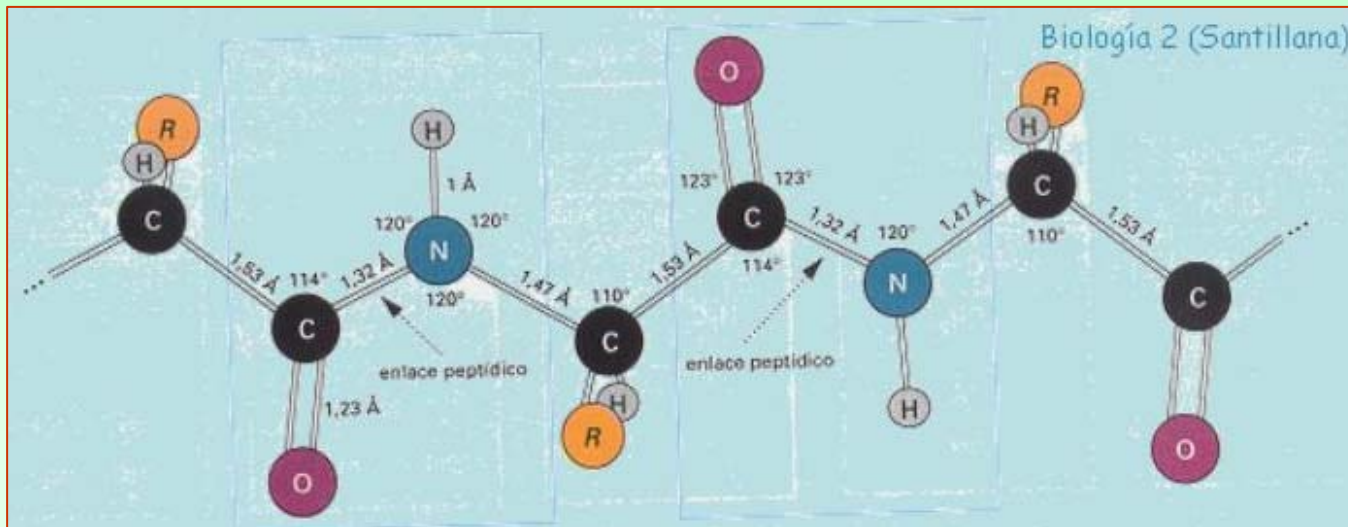 Biología 2 (Santillana)
O
R
H
H
R
H
C
1 Å
123°
123°
C
120°
120°
N
C
1,32 Å
120°
1,47 Å
110°
1,53 Å
...
1,53 Å
114°
1,32 Å
120°
1,47 Å
110°
1,53 Å
114°
N
C
...
C
C
enlace peptídico
enlace peptídico
1,23 Å
H
R
H
O
O